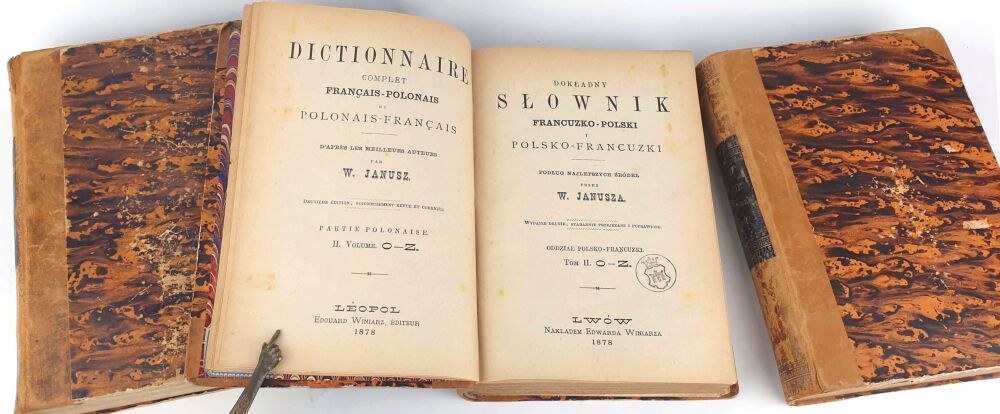 DICTIONNAIRE
COMPLET
FRANÇAIS-POLONAIS
ET
POLONAIS-FRANÇAIS
D'APRÈS LES MEILLEURS AUTEURS
PAR
W. JANUSZ.
DEUXIÈME ÉDITION, SOIGNEUSEMENT REVUE ET CORRIGÉE.
PARTIE POLONAISE.
II. VOLUME. O—Z.
LÉOPOL
EDOUARD WINIARZ, ÉDITEUR
1878
DOKŁADNY
SŁOWNIK
FRANCUZKO-POLSKI
I
POLSKO-FRANCUZKI
PODŁUG NAJLEPSZYCH ŹRÓDEŁ
PRZEZ
W. JANUSZA.
WYDANIE DRUGIE, STARANNIE PRZEJRZANE I POPRAWIONE.
ODDZIAŁ POLSKO-FRANCUZKI.
TOM II. O—Z.
LWÓW
NAKŁADEM EDWARDA WINIARZA
1878